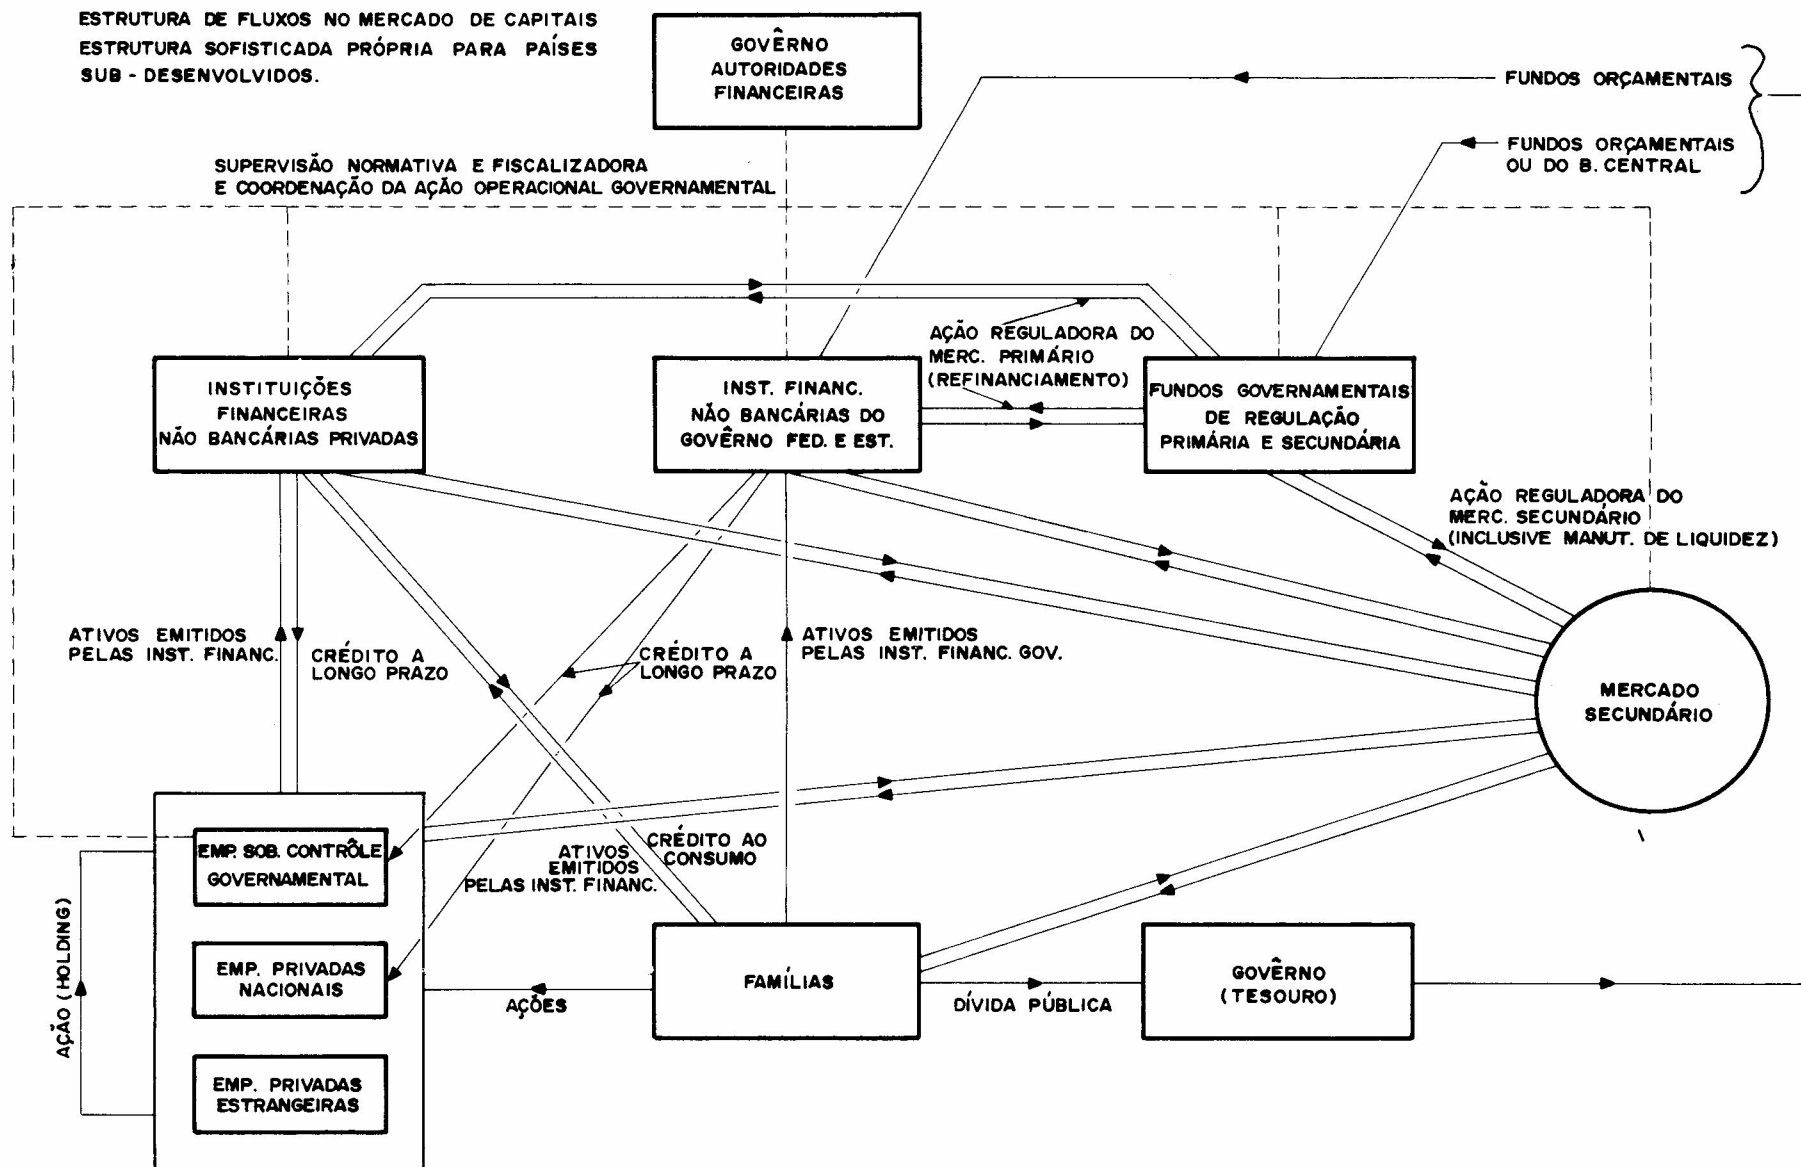 ESTRUTURA DE FLUXOS NO MERCADO DE CAPITAIS
ESTRUTURA SOFISTICADA PRÓPRIA PARA PAÍSES
SUB - DESENVOLVIDOS.
GOVÊRNO
AUTORIDADES
FINANCEIRAS
FUNDOS ORÇAMENTAIS
FUNDOS ORÇAMENTAIS
OU DO B. CENTRAL
SUPERVISÃO NORMATIVA E FISCALIZADORA
E COORDENAÇÃO DA AÇÃO OPERACIONAL GOVERNAMENTAL
AÇÃO REGULADORA DO
MERC. PRIMÁRIO
(REFINANCIAMENTO)
INSTITUIÇÕES
FINANCEIRAS
NÃO BANCÁRIAS PRIVADAS
INST. FINANC.
NÃO BANCÁRIAS DO
GOVÊRNO FED. E EST.
FUNDOS GOVERNAMENTAIS
DE REGULAÇÃO
PRIMÁRIA E SECUNDÁRIA
AÇÃO REGULADORA DO
MERC. SECUNDÁRIO
(INCLUSIVE MANUT. DE LIQUIDEZ)
ATIVOS EMITIDOS
PELAS INST. FINANC.
CRÉDITO A
LONGO PRAZO
CRÉDITO A
LONGO PRAZO
ATIVOS EMITIDOS
PELAS INST. FINANC. GOV.
MERCADO
SECUNDÁRIO
EMP. SOB. CONTRÔLE
GOVERNAMENTAL
ATIVOS
EMITIDOS
PELAS INST. FINANC.
CRÉDITO AO
CONSUMO
AÇÃO (HOLDING)
EMP. PRIVADAS
NACIONAIS
AÇÕES
FAMÍLIAS
DÍVIDA PÚBLICA
GOVÊRNO
(TESOURO)
EMP. PRIVADAS
ESTRANGEIRAS